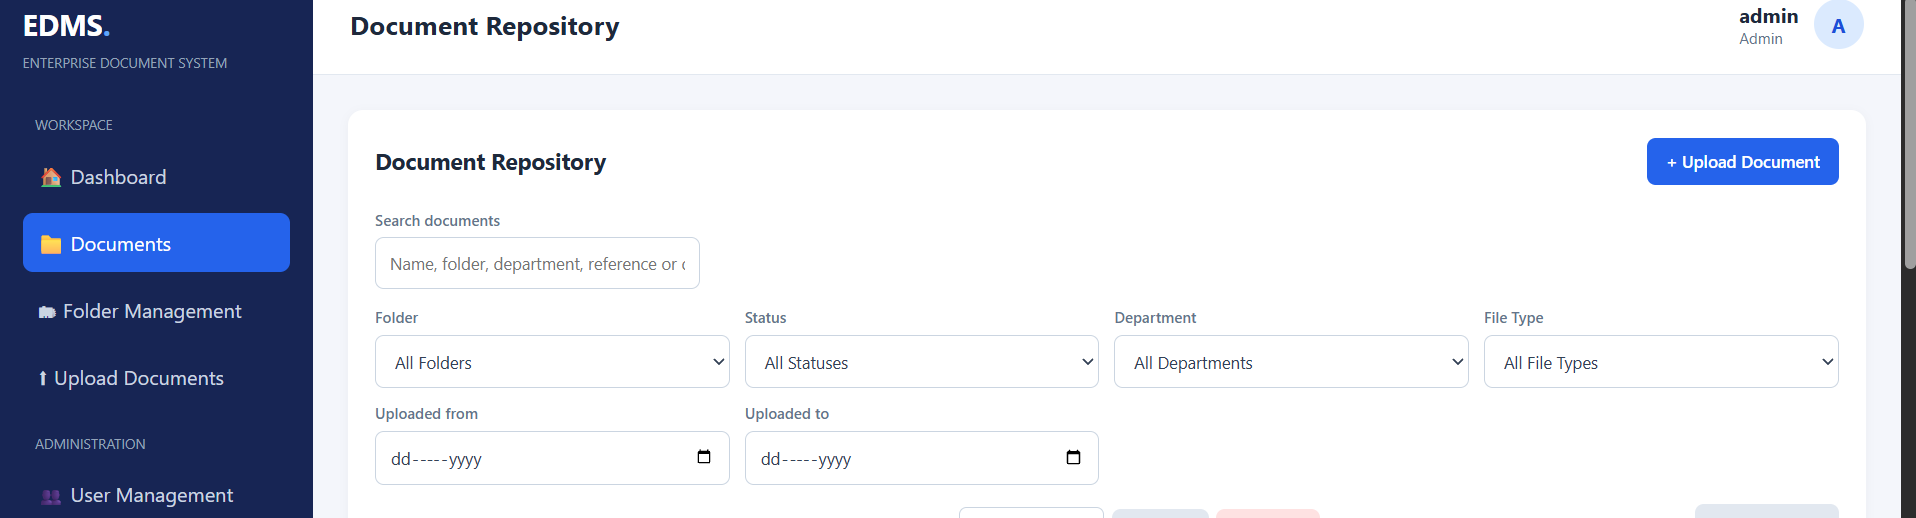 EDMS.
ENTERPRISE DOCUMENT SYSTEM
WORKSPACE
Dashboard
Documents
Folder Management
Upload Documents
ADMINISTRATION
User Management
Document Repository
admin
Admin
A
Document Repository
+ Upload Document
Search documents
Name, folder, department, reference or
Folder
Status
Department
File Type
All Folders
All Statuses
All Departments
All File Types
Uploaded from
Uploaded to
dd-----yyyy
dd-----yyyy